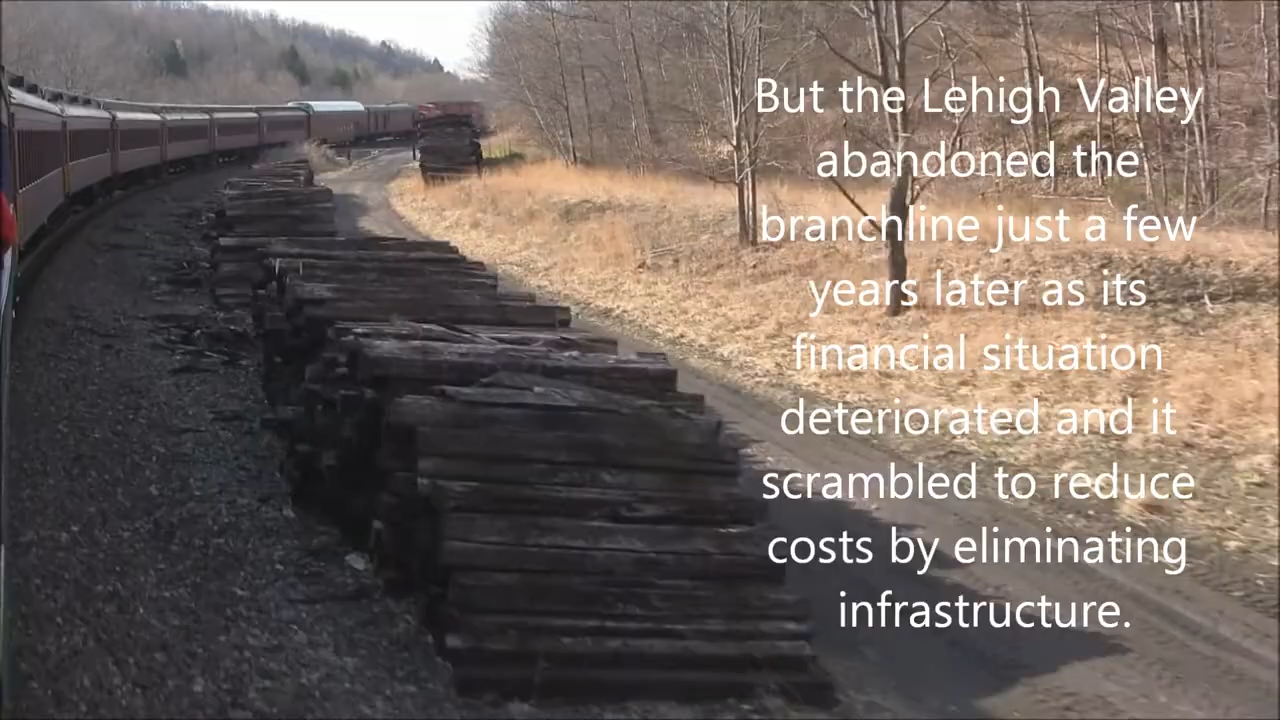 But the Lehigh Valley
abandoned the
branchline just a few
years later as its
financial situation
deteriorated and it
scrambled to reduce
costs by eliminating
infrastructure.